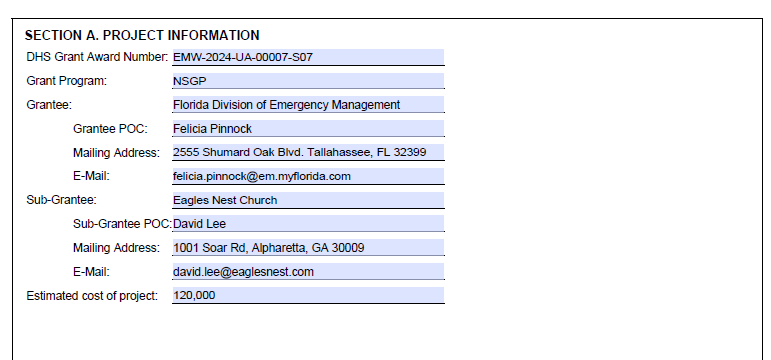 SECTION A. PROJECT INFORMATION
DHS Grant Award Number: EMW-2024-UA-00007-S07
Grant Program: NSGP
Grantee: Florida Division of Emergency Management
Grantee POC: Felicia Pinnock
Mailing Address: 2555 Shumard Oak Blvd. Tallahassee, FL 32399
E-Mail: felicia.pinnock@em.myflorida.com
Sub-Grantee: Eagles Nest Church
Sub-Grantee POC: David Lee
Mailing Address: 1001 Soar Rd, Alpharetta, GA 30009
E-Mail: david.lee@eaglesnest.com
Estimated cost of project: 120,000